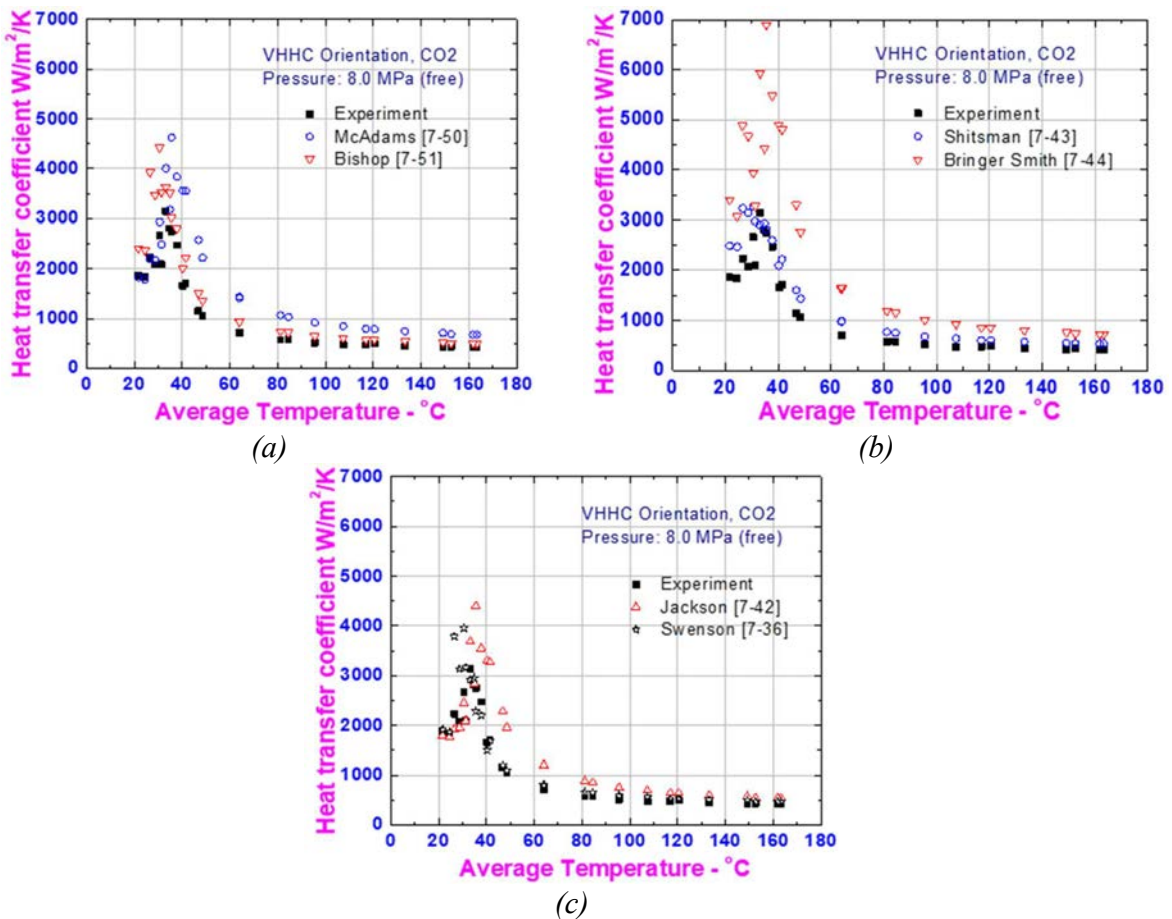 7000
6000
5000
4000
3000
2000
1000
0
Heat transfer coefficient W/m²/K
VHHC Orientation, CO2
Pressure: 8.0 MPa (free)
Experiment
McAdams [7-50]
Bishop [7-51]
0 20 40 60 80 100 120 140 160 180
Average Temperature - °C
(a)
7000
6000
5000
4000
3000
2000
1000
0
Heat transfer coefficient W/m²/K
VHHC Orientation, CO2
Pressure: 8.0 MPa (free)
Experiment
Shitsman [7-43]
Bringer Smith [7-44]
0 20 40 60 80 100 120 140 160 180
Average Temperature - °C
(b)
7000
6000
5000
4000
3000
2000
1000
0
Heat transfer coefficient W/m²/K
VHHC Orientation, CO2
Pressure: 8.0 MPa (free)
Experiment
Jackson [7-42]
Swenson [7-36]
0 20 40 60 80 100 120 140 160 180
Average Temperature - °C
(c)